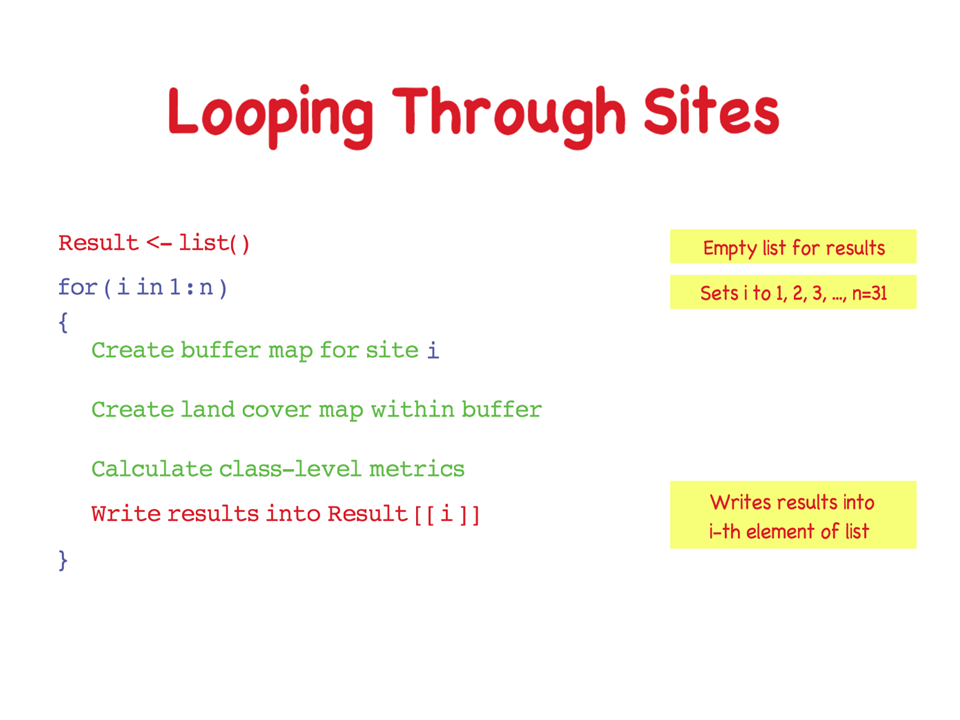 Looping Through Sites
Result <- list()
Empty list for results
for ( i in 1 : n )
Sets i to 1, 2, 3, ..., n=31
{
Create buffer map for site i
Create land cover map within buffer
Calculate class-level metrics
Write results into Result [[ i ]]
Writes results into
i-th element of list
}